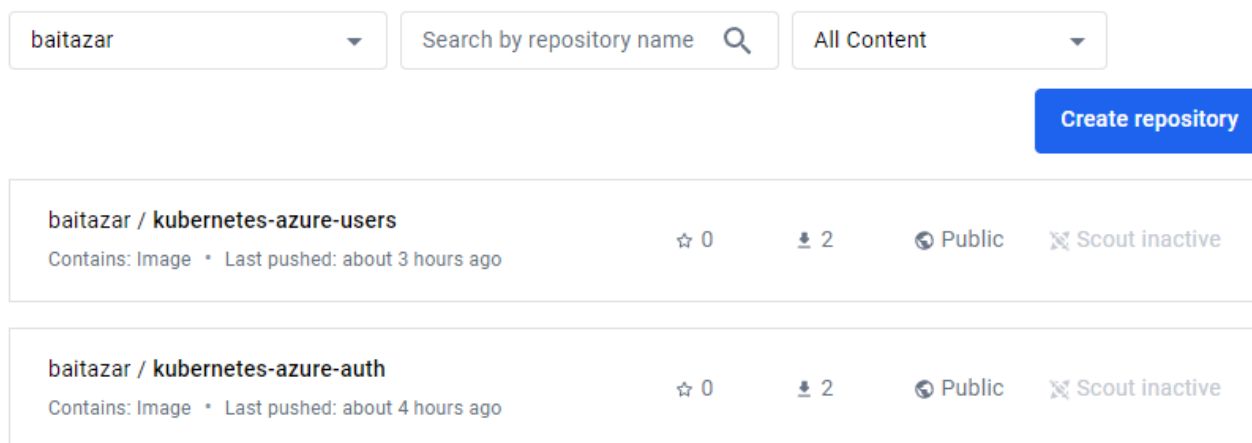 baitazar Search by repository name All Content
Create repository
baitazar / kubernetes-azure-users
0 2 Public Scout inactive
Contains: Image • Last pushed: about 3 hours ago
baitazar / kubernetes-azure-auth
0 2 Public Scout inactive
Contains: Image • Last pushed: about 4 hours ago